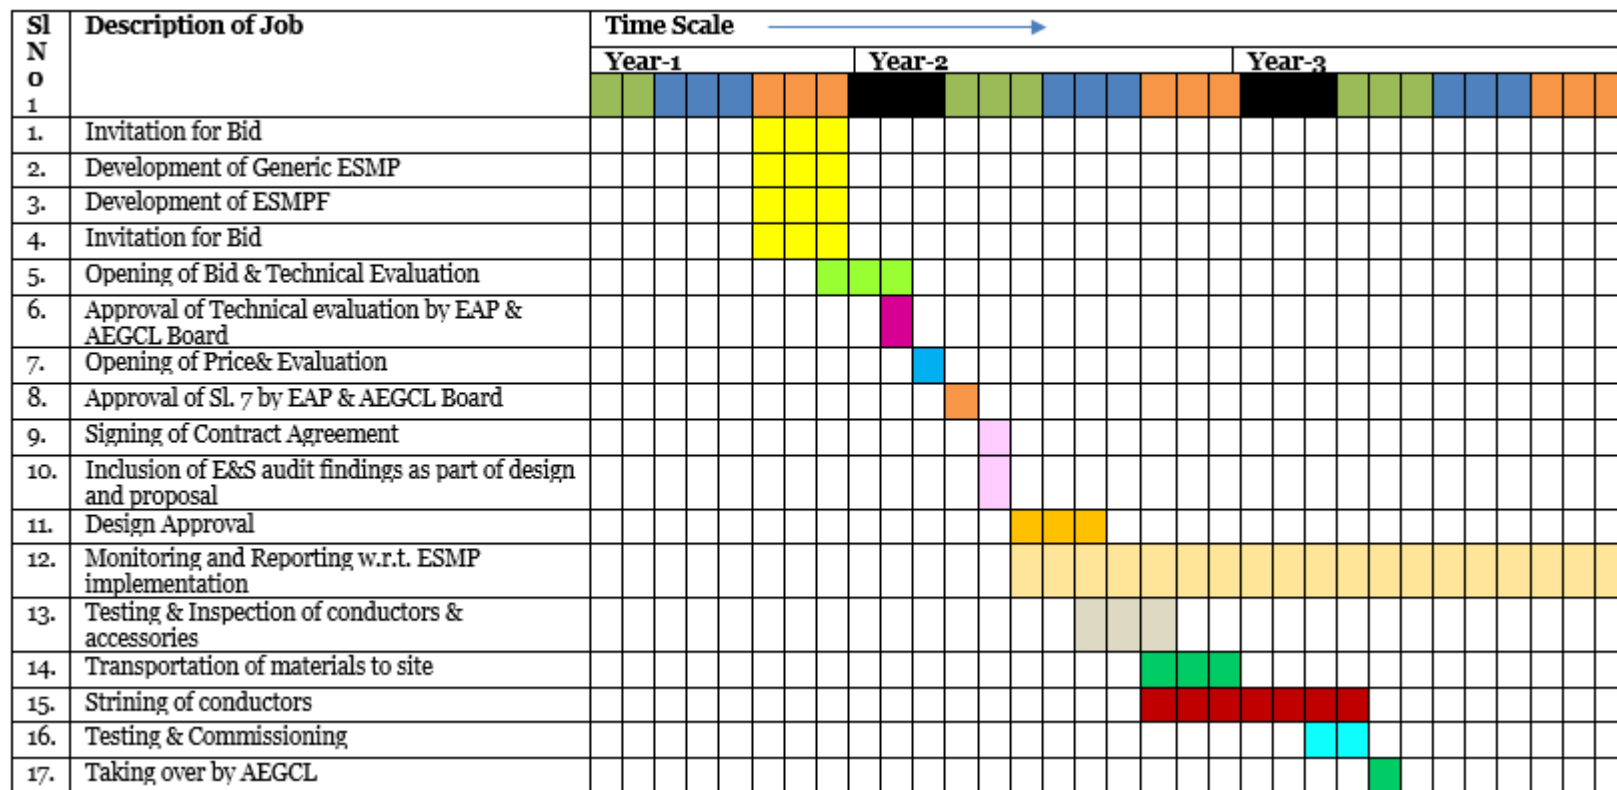 Sl
N
o
1
Description of Job
Time Scale
Year-1
Year-2
Year-3
1. Invitation for Bid
2. Development of Generic ESMP
3. Development of ESMPF
4. Invitation for Bid
5. Opening of Bid & Technical Evaluation
6. Approval of Technical evaluation by EAP &
AEGCL Board
7. Opening of Price& Evaluation
8. Approval of Sl. 7 by EAP & AEGCL Board
9. Signing of Contract Agreement
10. Inclusion of E&S audit findings as part of design
and proposal
11. Design Approval
12. Monitoring and Reporting w.r.t. ESMP
implementation
13. Testing & Inspection of conductors &
accessories
14. Transportation of materials to site
15. Strining of conductors
16. Testing & Commissioning
17. Taking over by AEGCL